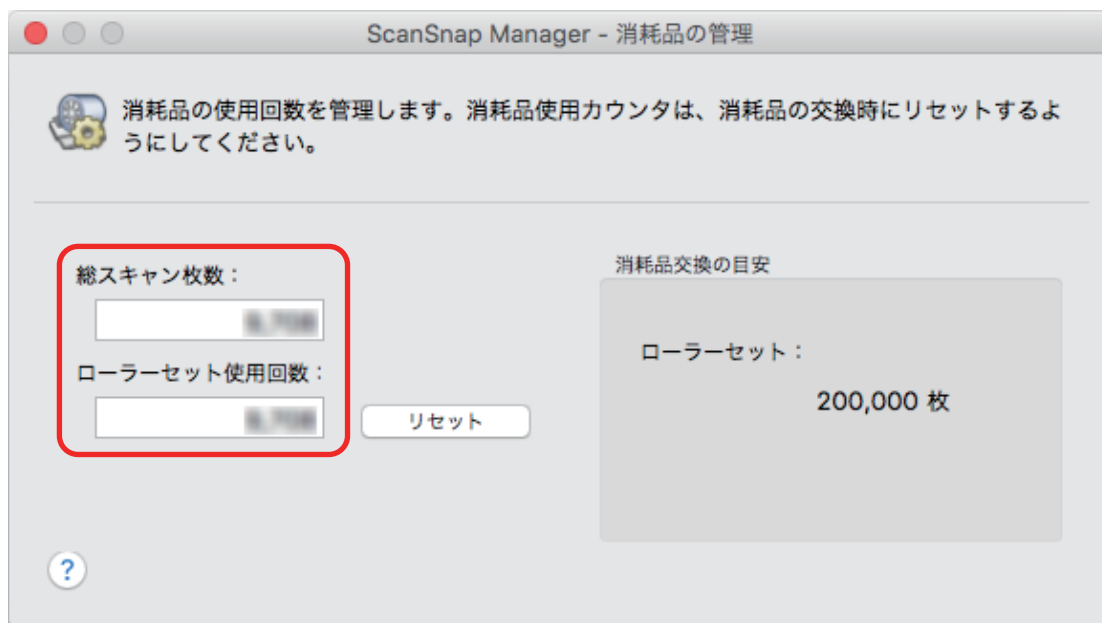 ScanSnap Manager - 消耗品の管理
消耗品の使用回数を管理します。消耗品使用カウンタは、消耗品の交換時にリセットするよ
うにしてください。
総スキャン枚数：
ローラーセット使用回数：
リセット
消耗品交換の目安
ローラーセット：
200,000 枚
?